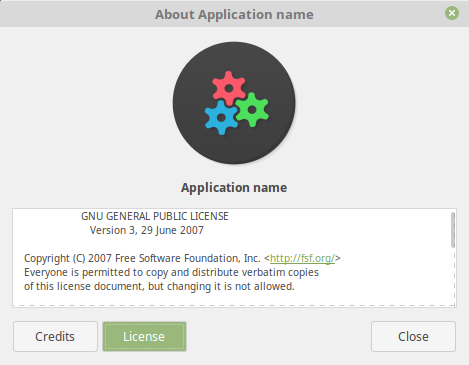 About Application name
Application name
GNU GENERAL PUBLIC LICENSE
Version 3, 29 June 2007
Copyright (C) 2007 Free Software Foundation, Inc. <http://fsf.org/>
Everyone is permitted to copy and distribute verbatim copies
of this license document, but changing it is not allowed.
Credits
License
Close